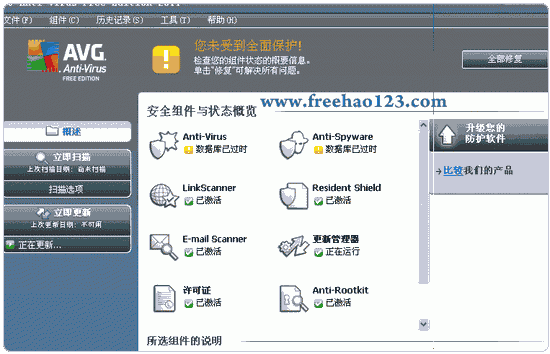 文件(F) 组件(C) 历史记录(S) 工具(T) 帮助(H)
AVG.
Anti-Virus
FREE EDITION
您未受到全面保护!
检查您的组件状态的概要信息。
单击“修复”可解决所有问题。
全部修复
安全组件与状态概览
www.freehao123.com
概述
立即扫描
上次扫描日期: 尚未扫描
扫描选项
立即更新
上次更新日期: 不可用
正在更新...
Anti-Virus
数据库已过时
Anti-Spyware
数据库已过时
LinkScanner
已激活
Resident Shield
已激活
E-mail Scanner
已激活
更新管理器
正在运行
许可证
已激活
Anti-Rootkit
已激活
所选组件的说明
升级您的
防护软件
比较我们的产品